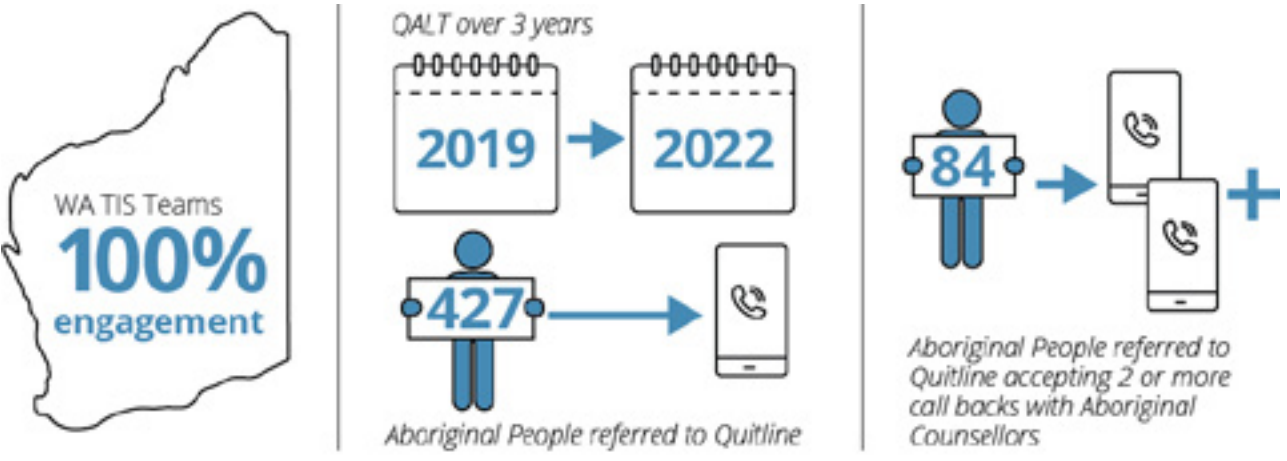 WA TIS Teams
100%
engagement
QALT over 3 years
2019
2022
427
Aboriginal People referred to Quitline
84
Aboriginal People referred to
Quitline accepting 2 or more
call backs with Aboriginal
Counsellors